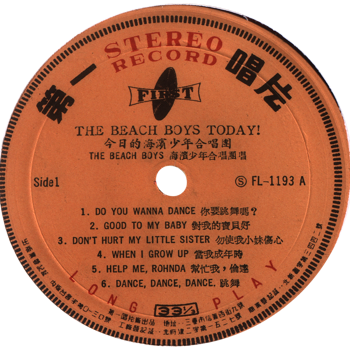 STEREO
RECORD
第一 唱片
FIRST
THE BEACH BOYS TODAY!
今日的海濱少年合唱團
THE BEACH BOYS 海濱少年合唱團唱
Side1
Ⓢ FL-1193 A
1. DO YOU WANNA DANCE 你要跳舞嗎?
2. GOOD TO MY BABY 對我的寶貝好
3. DON'T HURT MY LITTLE SISTER 勿使我小妹傷心
4. WHEN I GROW UP 當我成年時
5. HELP ME, ROHNDA 幫忙我,倫達
6. DANCE, DANCE, DANCE. 跳舞
LONG 33⅓ PLAY